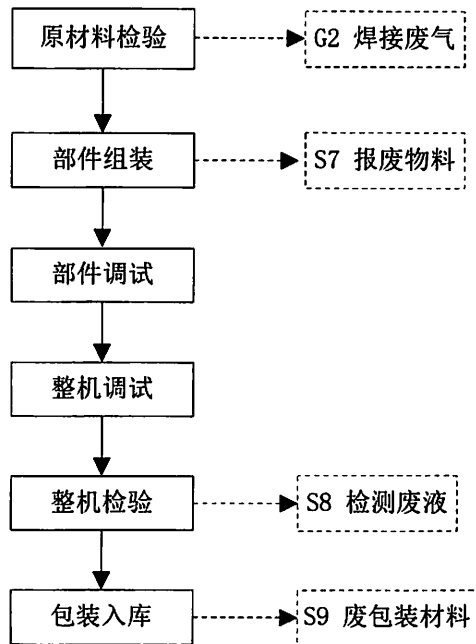 原材料检验
G2 焊接废气
部件组装
S7 报废物料
部件调试
整机调试
整机检验
S8 检测废液
包装入库
S9 废包装材料